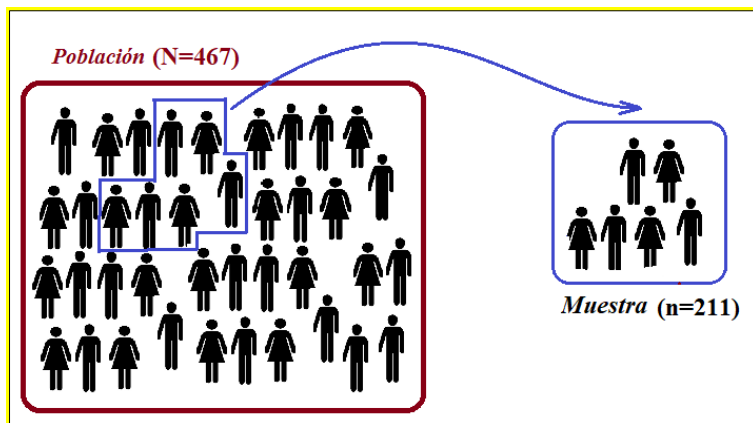 Población (N=467)
Muestra (n=211)